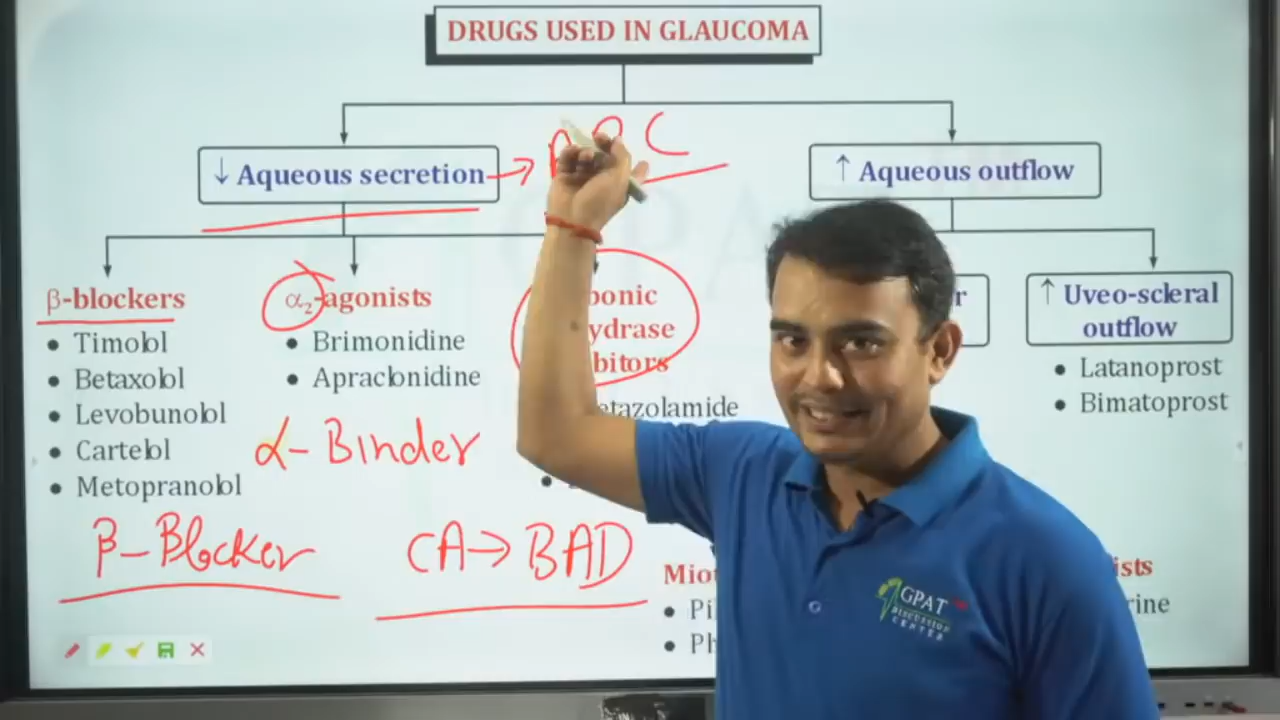 DRUGS USED IN GLAUCOMA
↓ Aqueous secretion
↑ Aqueous outflow
β-blockers
• Timolol
• Betaxolol
• Levobunolol
• Cartelol
• Metopranolol
α2-agonists
• Brimonidine
• Apraclonidine
↑ Uveo-scleral
outflow
• Latanoprost
• Bimatoprost
α-Binder
β-Blocker
CA→BAD
GPAT
DISCUSSION
CENTER